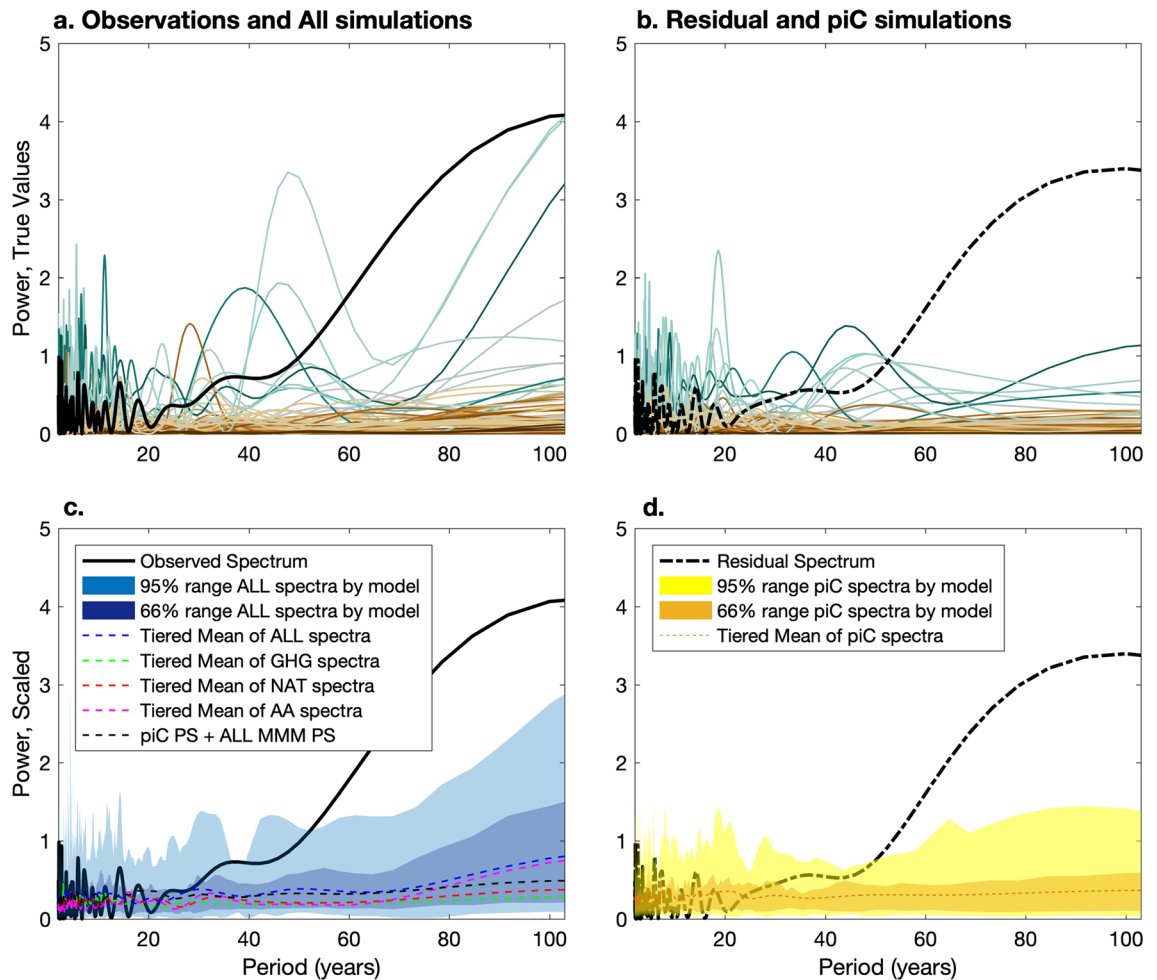 a. Observations and All simulations
b. Residual and piC simulations
Power, True Values
5
4
3
2
1
0
20
40
60
80
100
5
4
3
2
1
0
20
40
60
80
100
c.
d.
Power, Scaled
5
4
3
2
1
0
Observed Spectrum
95% range ALL spectra by model
66% range ALL spectra by model
Tiered Mean of ALL spectra
Tiered Mean of GHG spectra
Tiered Mean of NAT spectra
Tiered Mean of AA spectra
piC PS + ALL MMM PS
20
40
60
80
100
Period (years)
5
4
3
2
1
0
Residual Spectrum
95% range piC spectra by model
66% range piC spectra by model
Tiered Mean of piC spectra
20
40
60
80
100
Period (years)